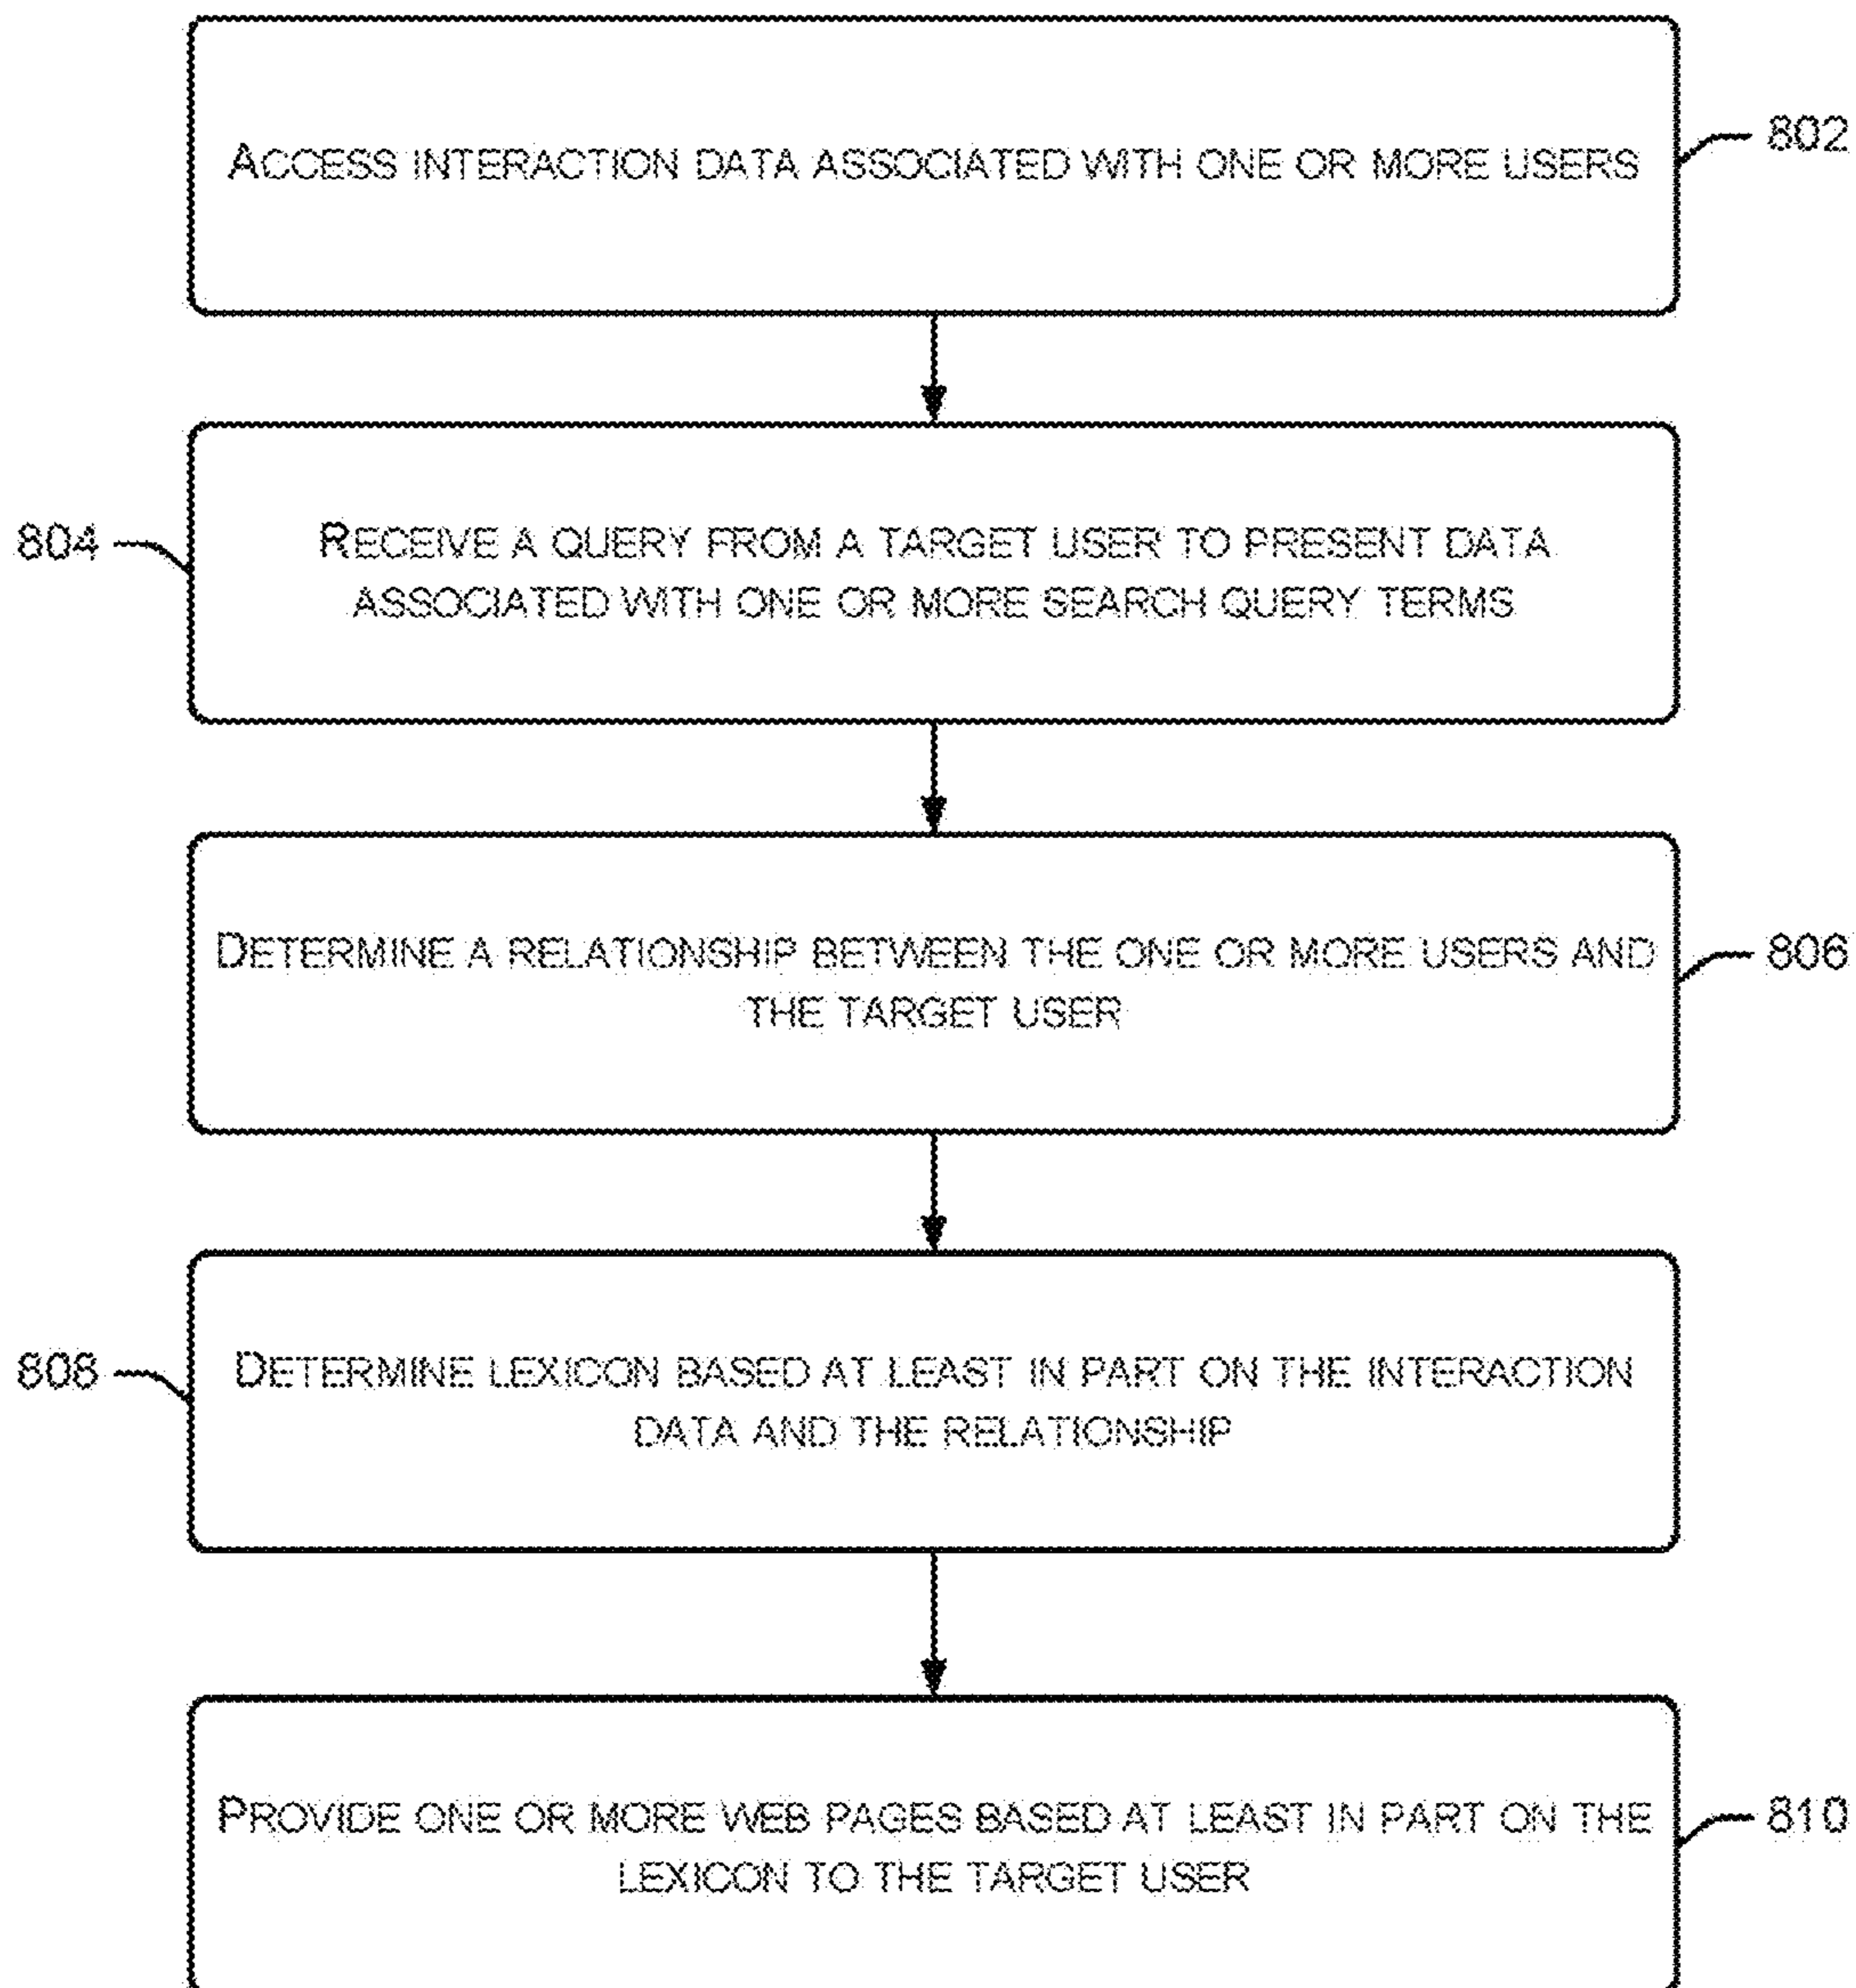 ACCESS INTERACTION DATA ASSOCIATED WITH ONE OR MORE USERS
802
804
RECEIVE A QUERY FROM A TARGET USER TO PRESENT DATA
ASSOCIATED WITH ONE OR MORE SEARCH QUERY TERMS
DETERMINE A RELATIONSHIP BETWEEN THE ONE OR MORE USERS AND
THE TARGET USER
806
808
DETERMINE LEXICON BASED AT LEAST IN PART ON THE INTERACTION
DATA AND THE RELATIONSHIP
PROVIDE ONE OR MORE WEB PAGES BASED AT LEAST IN PART ON THE
LEXICON TO THE TARGET USER
810